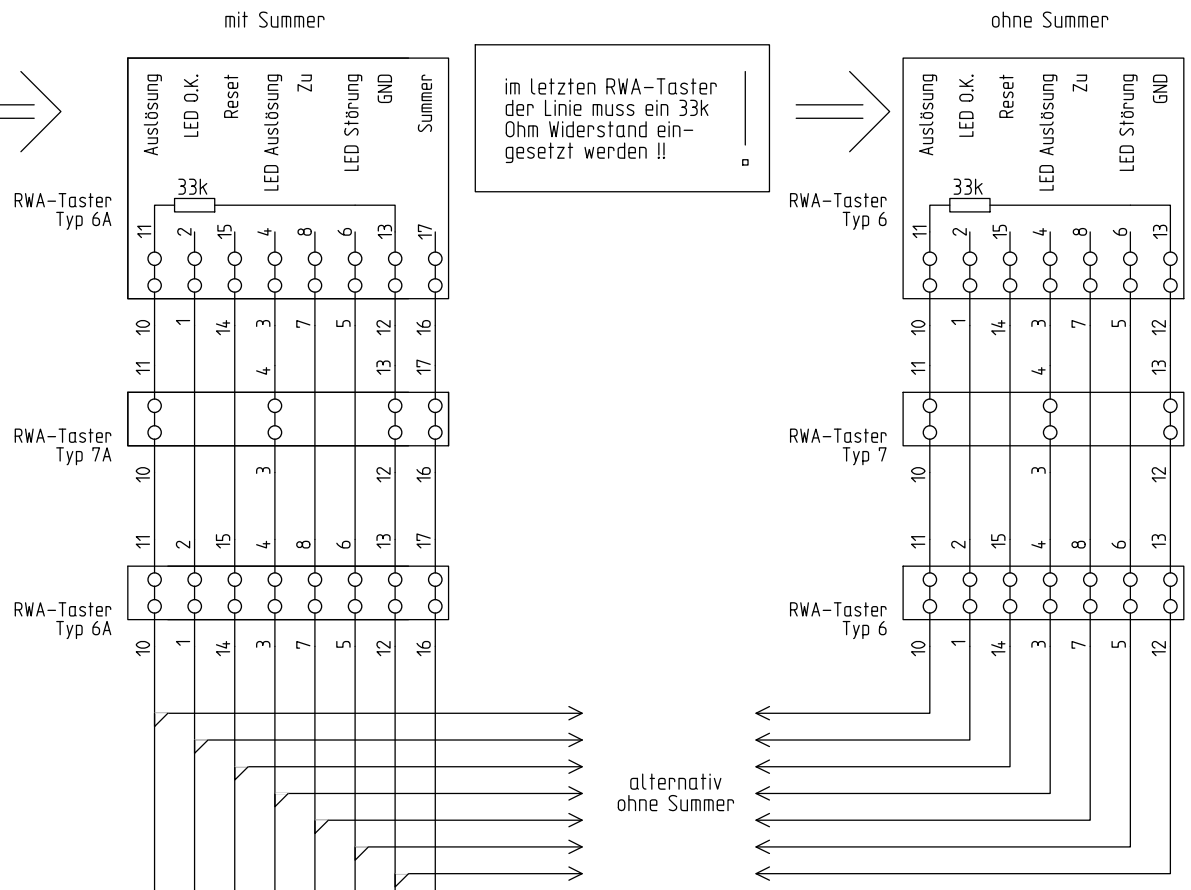 mit Summer
ohne Summer
Auslösung
LED O.K.
Reset
LED Auslösung
Zu
LED Störung
GND
Summer
im letzten RWA-Taster
der Linie muss ein 33k
Ohm Widerstand ein-
gesetzt werden !!
Auslösung
LED O.K.
Reset
LED Auslösung
Zu
LED Störung
GND
RWA-Taster
Typ 6A
33k
11 2 15 4 8 6 13 17
10 1 14 3 7 5 12 16
11 4 13 17
RWA-Taster
Typ 7A
10 3 12 16
11 2 15 4 8 6 13 17
RWA-Taster
Typ 6A
10 1 14 3 7 5 12 16
RWA-Taster
Typ 6
33k
11 2 15 4 8 6 13
10 1 14 3 7 5 12
11 4 13
RWA-Taster
Typ 7
10 3 12
11 2 15 4 8 6 13
RWA-Taster
Typ 6
10 1 14 3 7 5 12
alternativ
ohne Summer